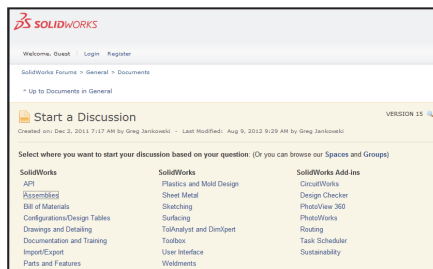 SOLIDWORKS
Welcome, Guest | Login Register
SolidWorks Forums > General > Documents
^ Up to Documents in General
Start a Discussion
VERSION 15
Created on: Dec 2, 2011 7:17 AM by Greg Jankowski - Last Modified: Aug 9, 2012 9:29 AM by Greg Jankowski
Select where you want to start your discussion based on your question: (Or you can browse our Spaces and Groups)
SolidWorks
API
Assemblies
Bill of Materials
Configurations/Design Tables
Drawings and Detailing
Documentation and Training
Import/Export
Parts and Features
SolidWorks
Plastics and Mold Design
Sheet Metal
Sketching
Surfacing
TolAnalyst and DimXpert
Toolbox
User Interface
Weldments
SolidWorks Add-ins
CircuitWorks
Design Checker
PhotoView 360
PhotoWorks
Routing
Task Scheduler
Sustainability